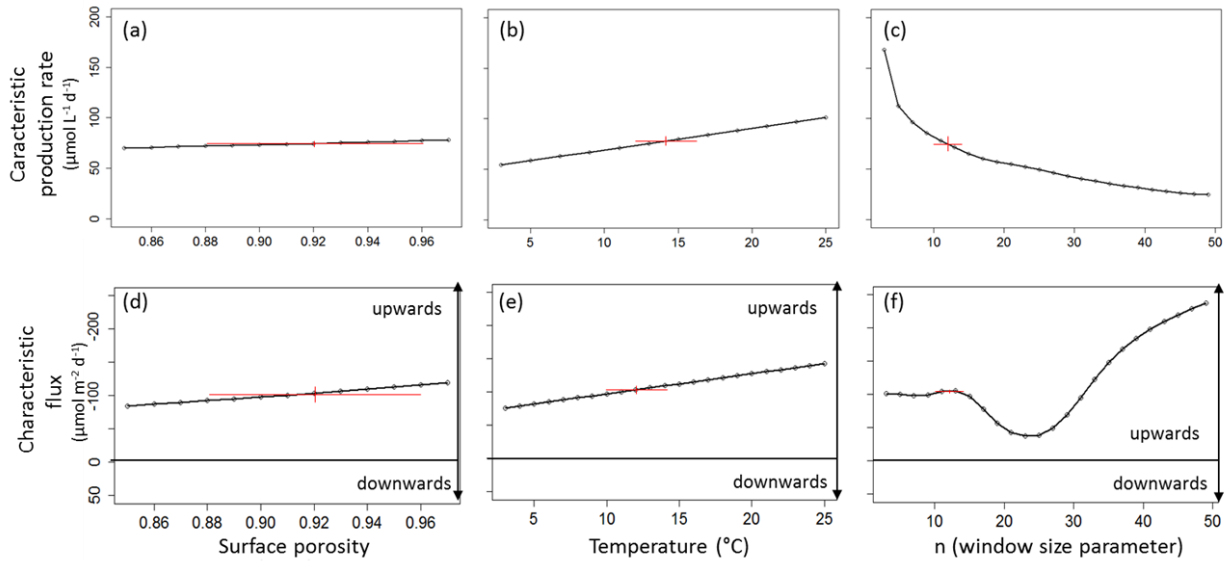 (a)
(b)
(c)
Caracteristic
production rate
(µmol L⁻¹ d⁻¹)
200
150
100
50
0
0.86 0.88 0.90 0.92 0.94 0.96
5 10 15 20 25
10 20 30 40 50
(d)
(e)
(f)
upwards
upwards
upwards
Characteristic
flux
(µmol m⁻² d⁻¹)
-200
-100
0
50
downwards
downwards
downwards
0.86 0.88 0.90 0.92 0.94 0.96
5 10 15 20 25
10 20 30 40 50
Surface porosity
Temperature (°C)
n (window size parameter)